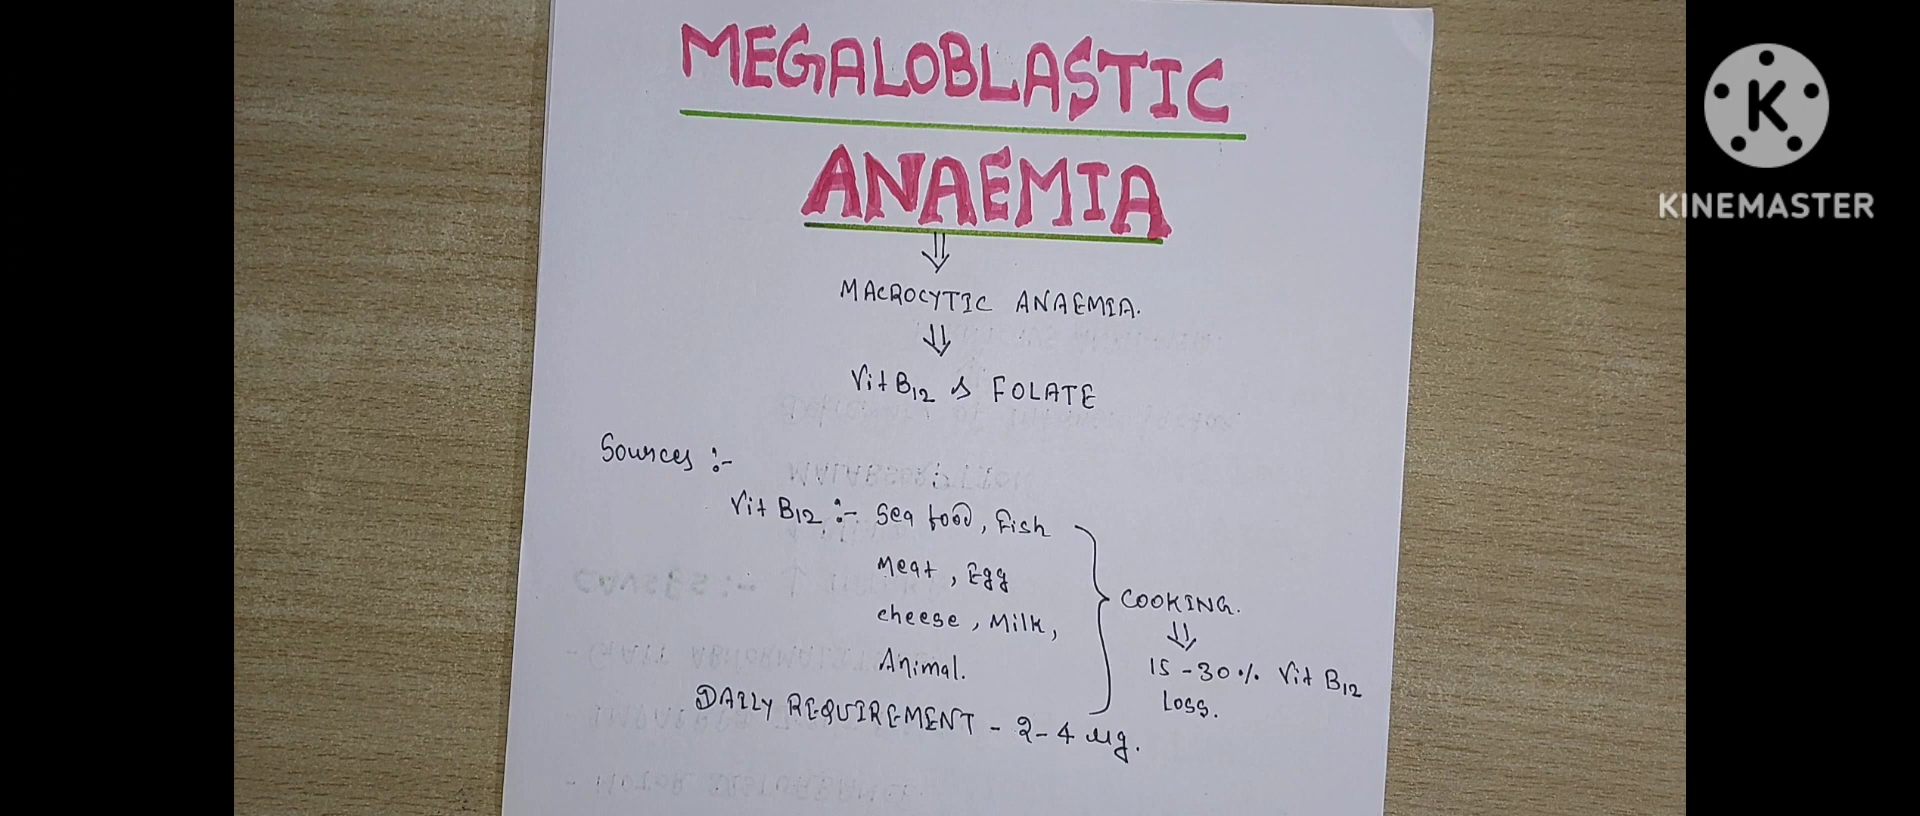 MEGALOBLASTIC
ANAEMIA
⇓
MACROCYTIC ANAEMIA.
⇓
Vit B12 & FOLATE
Sources :-
Vit B12 :- Sea food, Fish
Meat, Egg
cheese, Milk,
Animal.
COOKING.
⇓
15-30% Vit B12
Loss.
DAILY REQUIREMENT - 2-4 µg.
K
KINEMASTER